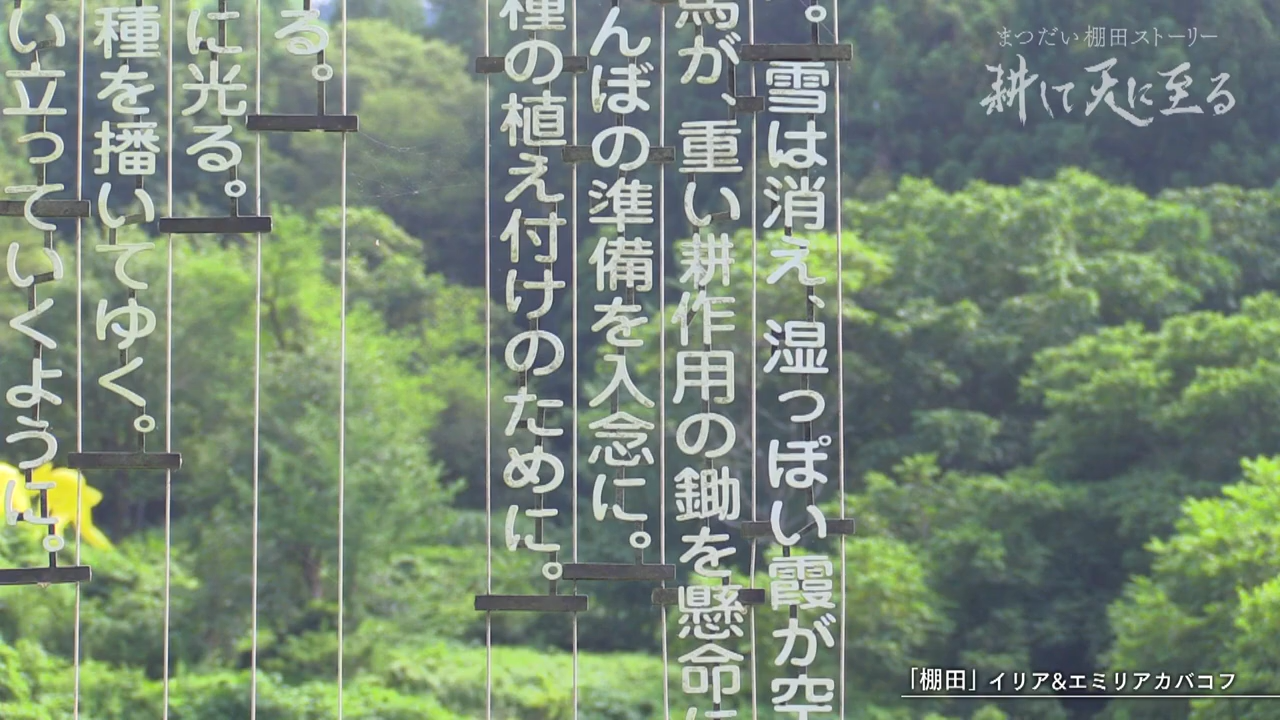 まつだい棚田ストーリー
耕して天に至る
。雪は消え、湿っぽい霞が空
馬が、重い耕作用の鋤を懸命に
んぼの準備を入念に。
種の植え付けのために。
る。
に光る。
種を播いてゆく。
い立っていくように。
「棚田」イリア&エミリアカバコフ